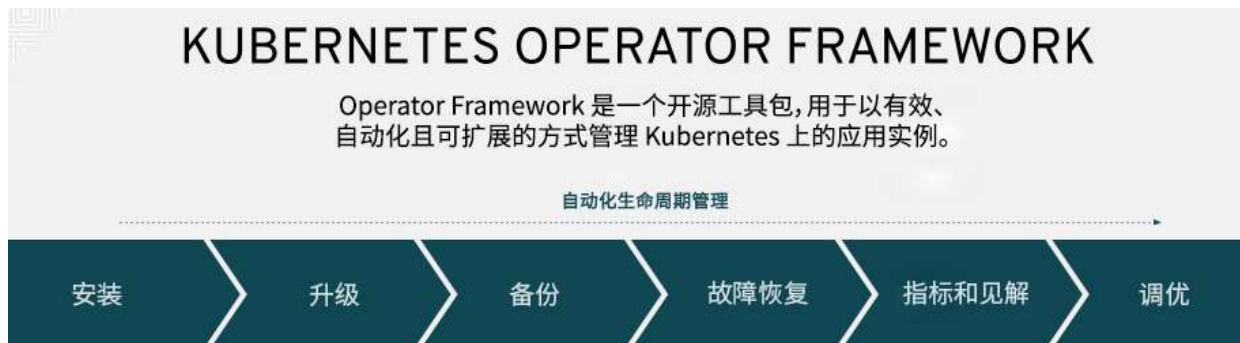 KUBERNETES OPERATOR FRAMEWORK
Operator Framework 是一个开源工具包,用于以有效、
自动化且可扩展的方式管理 Kubernetes 上的应用实例。
自动化生命周期管理
安装 升级 备份 故障恢复 指标和见解 调优